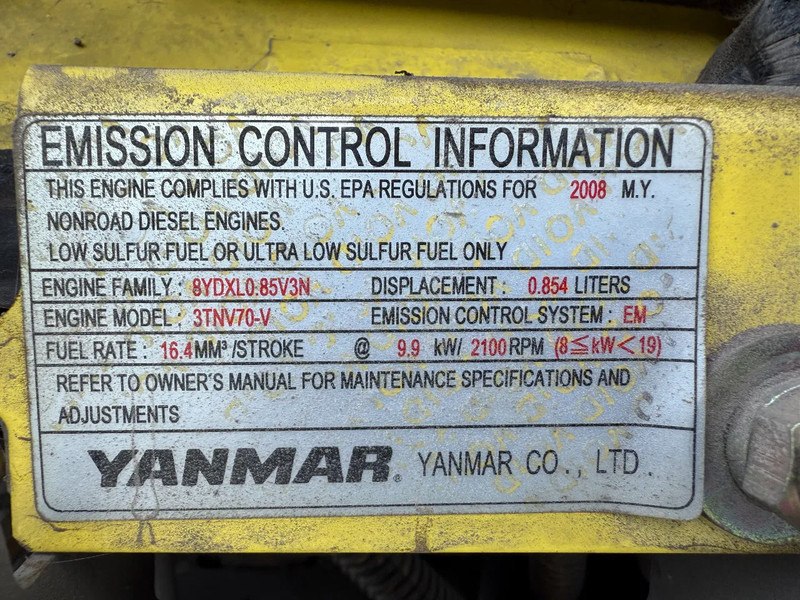 EMISSION CONTROL INFORMATION
THIS ENGINE COMPLIES WITH U.S. EPA REGULATIONS FOR 2008 M.Y.
NONROAD DIESEL ENGINES.
LOW SULFUR FUEL OR ULTRA LOW SULFUR FUEL ONLY
ENGINE FAMILY : 8YDXL0.85V3N DISPLACEMENT : 0.854 LITERS
ENGINE MODEL : 3TNV70-V EMISSION CONTROL SYSTEM : EM
FUEL RATE : 16.4MM³/STROKE @ 9.9 kW/ 2100RPM (8≦kW<19)
REFER TO OWNER'S MANUAL FOR MAINTENANCE SPECIFICATIONS AND
ADJUSTMENTS
YANMAR® YANMAR CO., LTD.